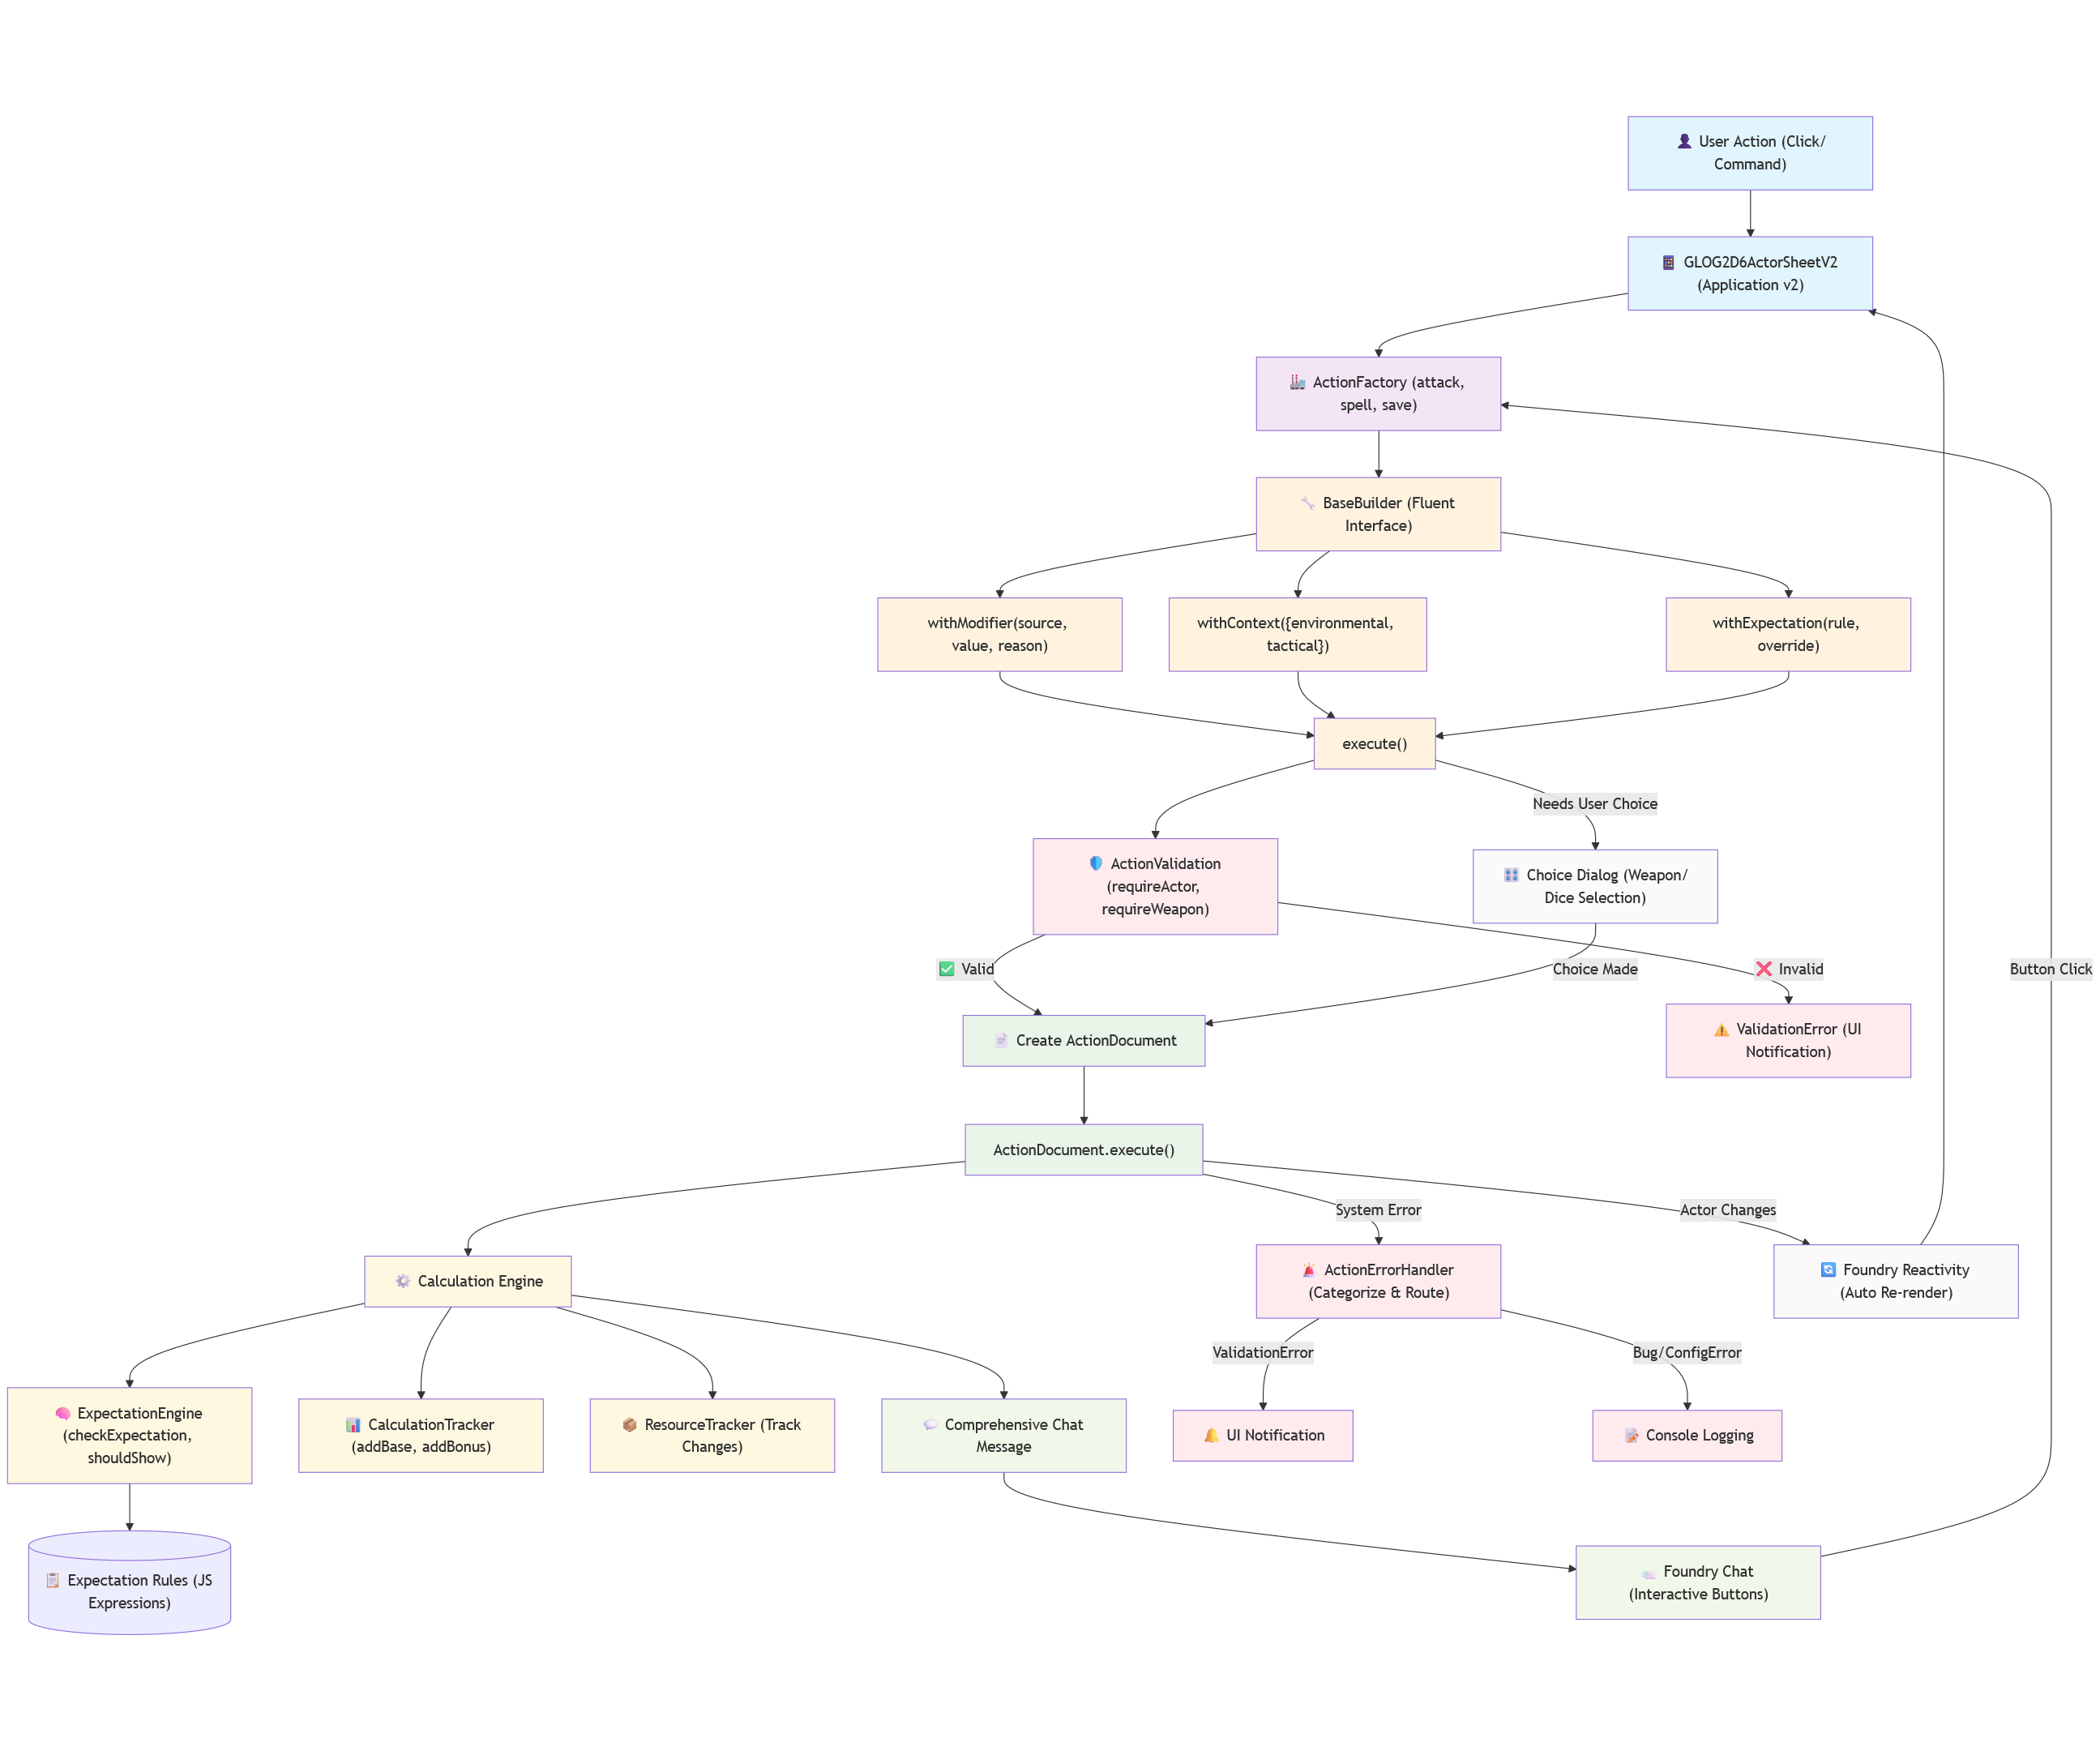 👤 User Action (Click/
Command)
📱 GLOG2D6ActorSheetV2
(Application v2)
🏭 ActionFactory (attack,
spell, save)
🔧 BaseBuilder (Fluent
Interface)
withModifier(source,
value, reason)
withContext({environmental,
tactical})
withExpectation(rule,
override)
execute()
Needs User Choice
🛡️ ActionValidation
(requireActor,
requireWeapon)
🎛️ Choice Dialog (Weapon/
Dice Selection)
✅ Valid
Choice Made
❌ Invalid
Button Click
📄 Create ActionDocument
⚠️ ValidationError (UI
Notification)
ActionDocument.execute()
System Error
Actor Changes
⚙️ Calculation Engine
🚨 ActionErrorHandler
(Categorize & Route)
🔄 Foundry Reactivity
(Auto Re-render)
ValidationError
Bug/ConfigError
🧠 ExpectationEngine
(checkExpectation,
shouldShow)
📊 CalculationTracker
(addBase, addBonus)
📦 ResourceTracker (Track
Changes)
💬 Comprehensive Chat
Message
🔔 UI Notification
📝 Console Logging
📋 Expectation Rules (JS
Expressions)
📨 Foundry Chat
(Interactive Buttons)